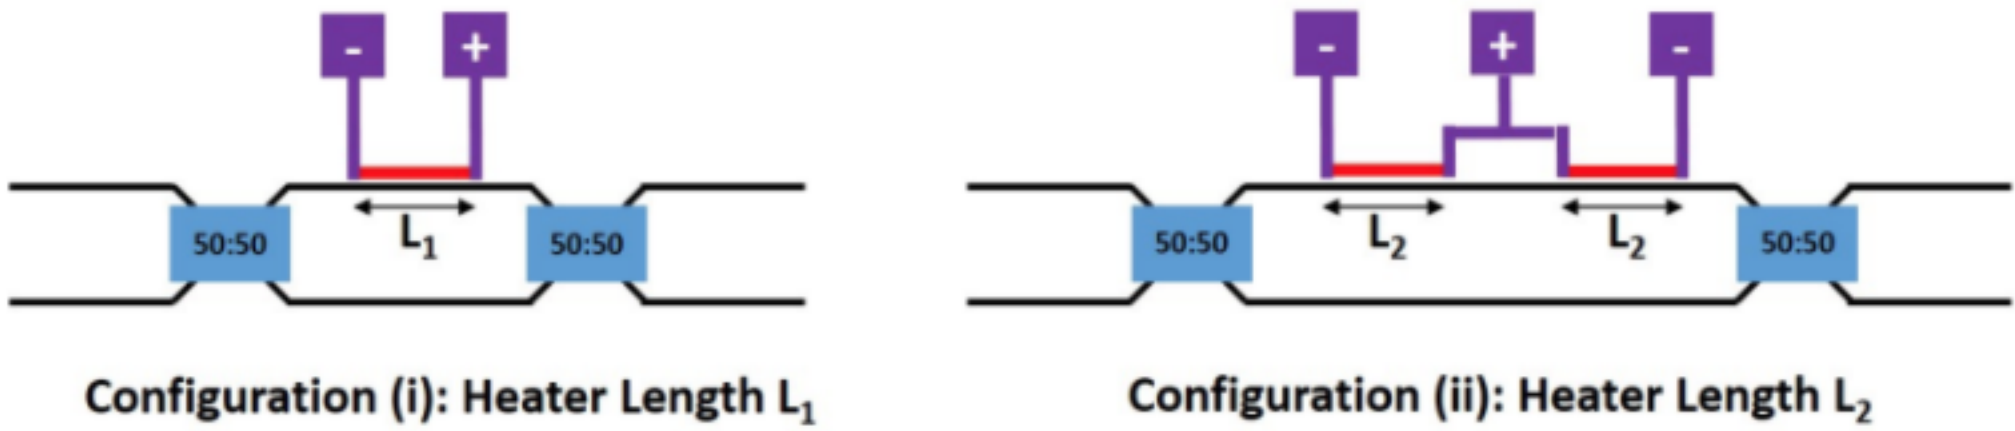 - + - + -
50:50 L1 50:50 50:50 L2 L2 50:50
Configuration (i): Heater Length L1 Configuration (ii): Heater Length L2